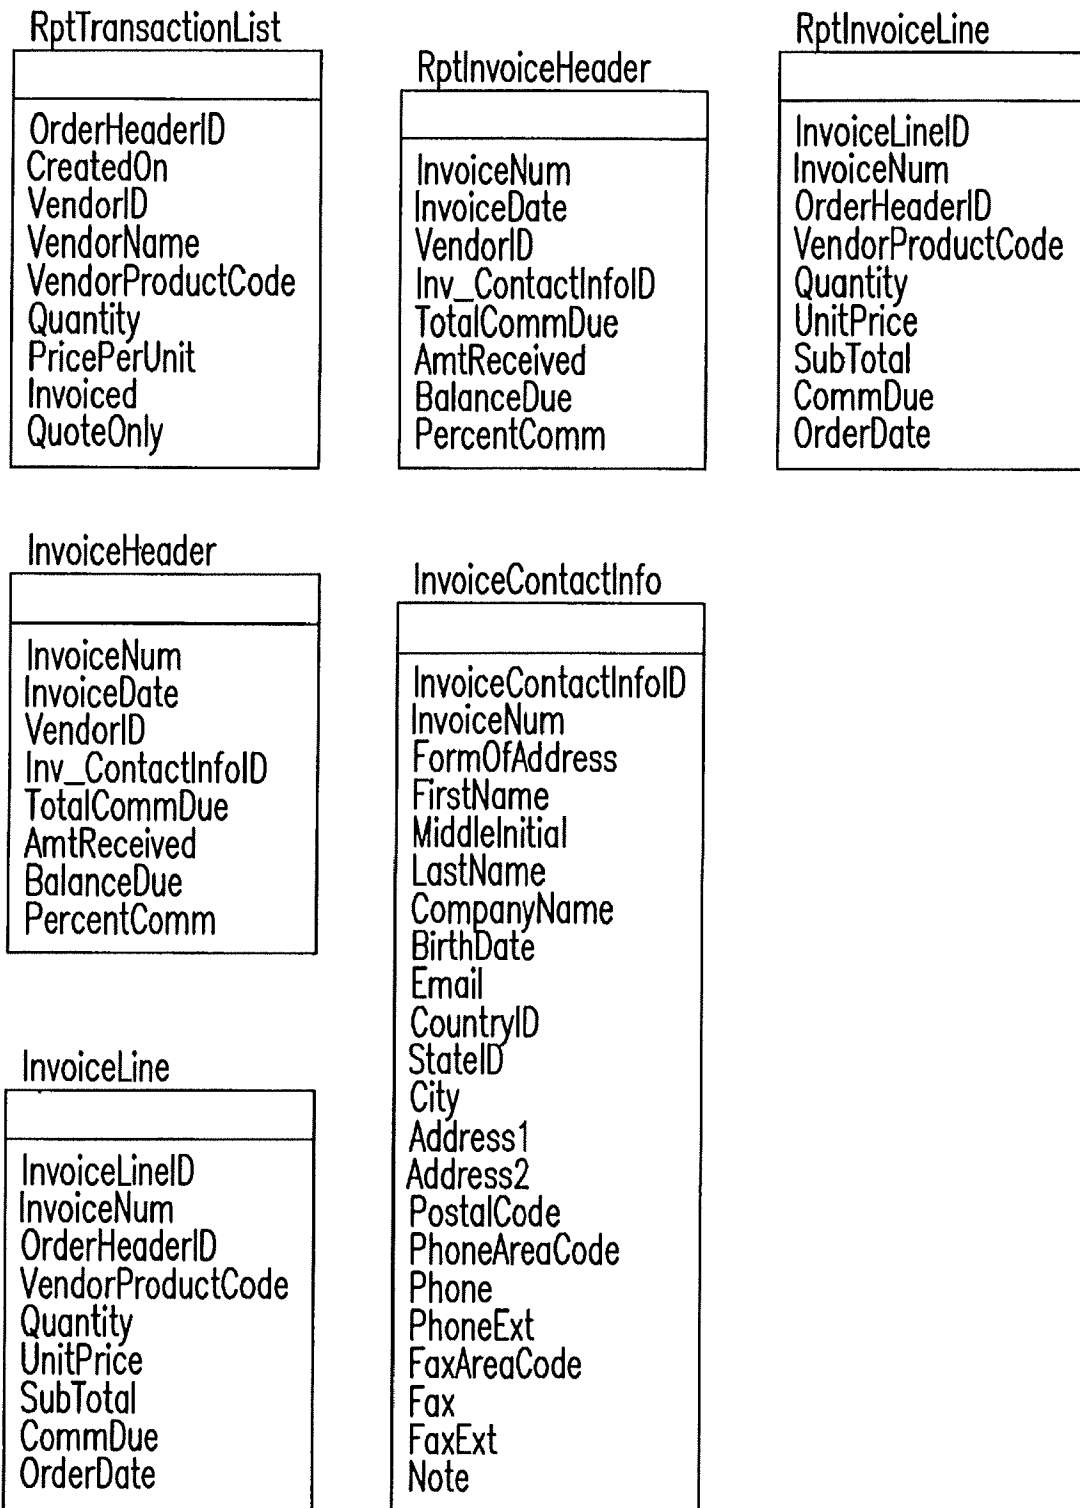 RptTransactionList
OrderHeaderID
CreatedOn
VendorID
VendorName
VendorProductCode
Quantity
PricePerUnit
Invoiced
QuoteOnly
RptInvoiceHeader
InvoiceNum
InvoiceDate
VendorID
Inv_ContactInfoID
TotalCommDue
AmtReceived
BalanceDue
PercentComm
RptInvoiceLine
InvoiceLineID
InvoiceNum
OrderHeaderID
VendorProductCode
Quantity
UnitPrice
SubTotal
CommDue
OrderDate
InvoiceHeader
InvoiceNum
InvoiceDate
VendorID
Inv_ContactInfoID
TotalCommDue
AmtReceived
BalanceDue
PercentComm
InvoiceContactInfo
InvoiceContactInfoID
InvoiceNum
FormOfAddress
FirstName
MiddleInitial
LastName
CompanyName
BirthDate
Email
CountryID
StateID
City
Address1
Address2
PostalCode
PhoneAreaCode
Phone
PhoneExt
FaxAreaCode
Fax
FaxExt
Note
InvoiceLine
InvoiceLineID
InvoiceNum
OrderHeaderID
VendorProductCode
Quantity
UnitPrice
SubTotal
CommDue
OrderDate